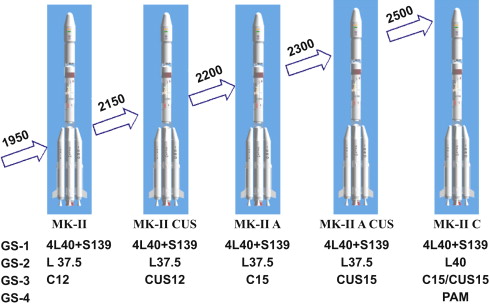 2500
2300
2200
2150
1950
MK-II MK-II CUS MK-II A MK-II A CUS MK-II C
GS-1 4L40+S139 4L40+S139 4L40+S139 4L40+S139 4L40+S139
GS-2 L 37.5 L37.5 L37.5 L37.5 L40
GS-3 C12 CUS12 C15 CUS15 C15/CUS15
GS-4 PAM